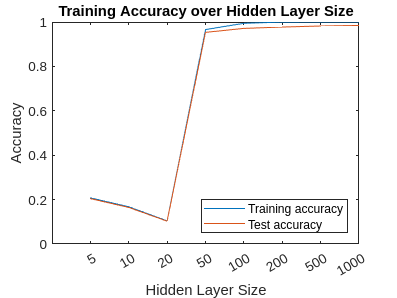 Training Accuracy over Hidden Layer Size
1
0.8
0.6
0.4
0.2
0
Accuracy
Training accuracy
Test accuracy
5 10 20 50 100 200 500 1000
Hidden Layer Size